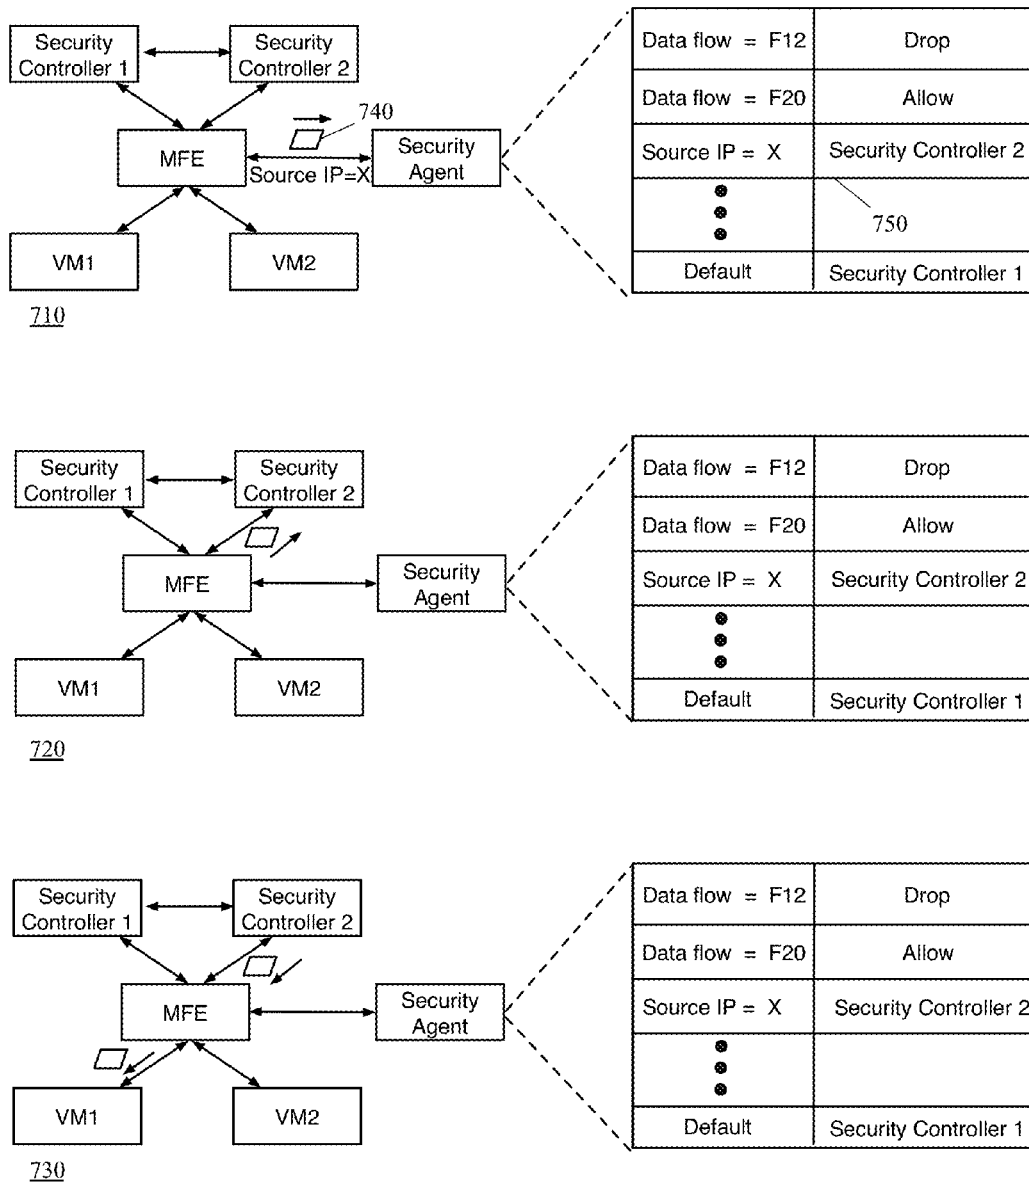 Security
Controller 1
Security
Controller 2
740
MFE
Source IP=X
Security
Agent
VM1
VM2
710
Data flow = F12 Drop
Data flow = F20 Allow
Source IP = X Security Controller 2
750
Default Security Controller 1
Security
Controller 1
Security
Controller 2
MFE
Security
Agent
VM1
VM2
720
Data flow = F12 Drop
Data flow = F20 Allow
Source IP = X Security Controller 2
Default Security Controller 1
Security
Controller 1
Security
Controller 2
MFE
Security
Agent
VM1
VM2
730
Data flow = F12 Drop
Data flow = F20 Allow
Source IP = X Security Controller 2
Default Security Controller 1